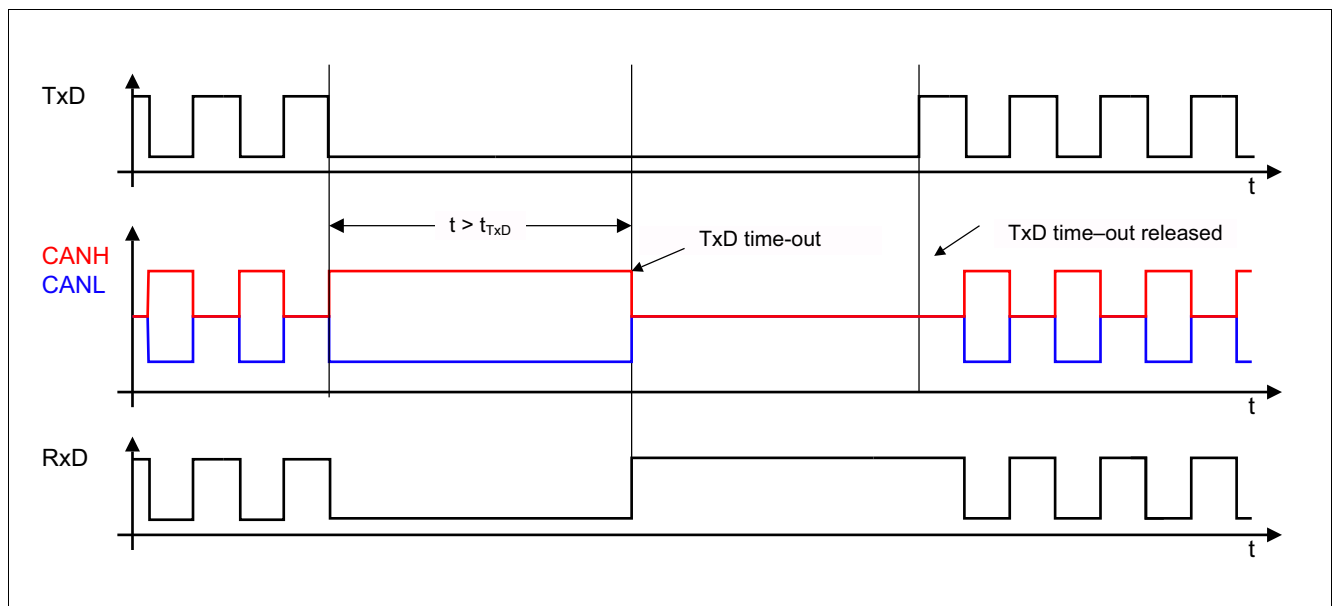 TxD
t
t > tTxD
TxD time-out
TxD time–out released
CANH
CANL
t
RxD
t